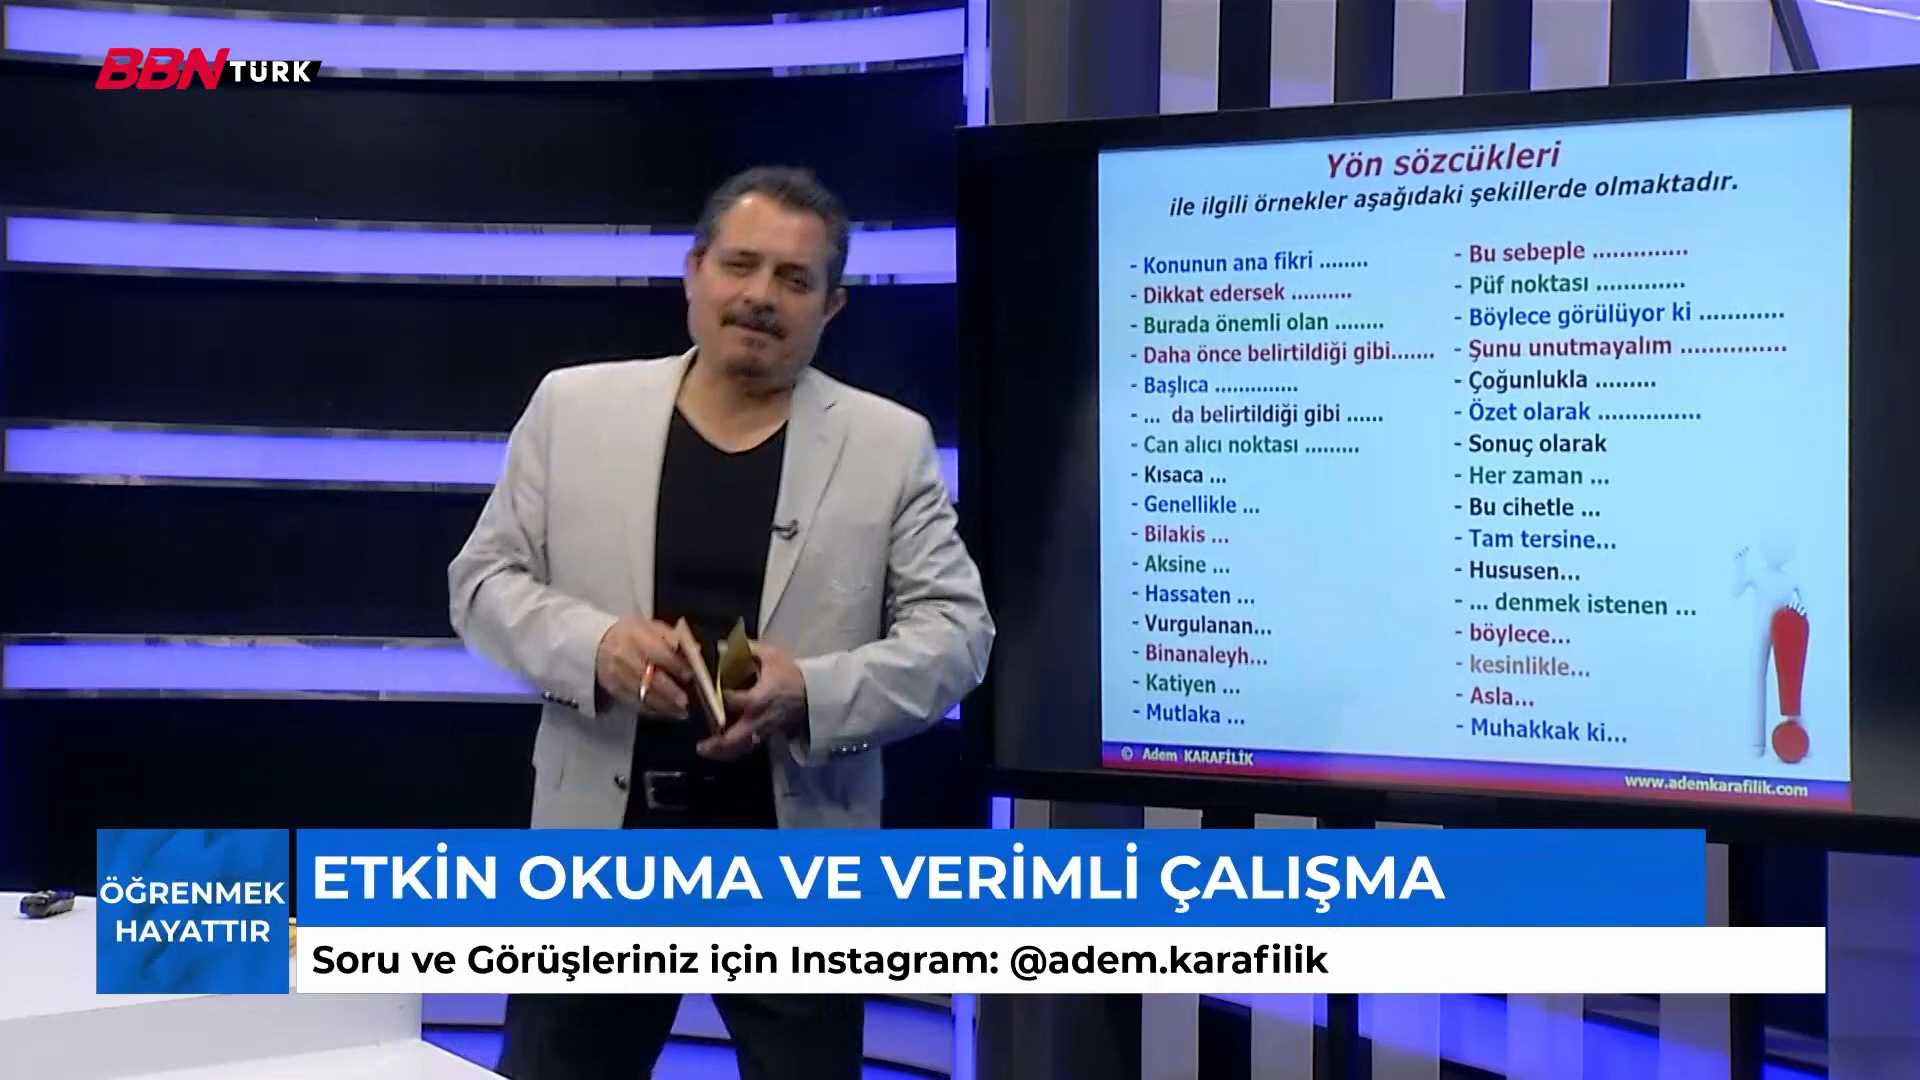 BBN TÜRK
Yön sözcükleri
ile ilgili örnekler aşağıdaki şekillerde olmaktadır.
- Konunun ana fikri ........
- Dikkat edersek ..........
- Burada önemli olan ........
- Daha önce belirtildiği gibi.......
- Başlıca ..............
- ... da belirtildiği gibi ......
- Can alıcı noktası .........
- Kısaca ...
- Genellikle ...
- Bilakis ...
- Aksine ...
- Hassaten ...
- Vurgulanan...
- Binanaleyh...
- Katiyen ...
- Mutlaka ...
- Bu sebeple ..............
- Püf noktası .............
- Böylece görülüyor ki ............
- Şunu unutmayalım ...............
- Çoğunlukla .........
- Özet olarak ...............
- Sonuç olarak
- Her zaman ...
- Bu cihetle ...
- Tam tersine...
- Hususen...
- ... denmek istenen ...
- böylece...
- kesinlikle...
- Asla...
- Muhakkak ki...
© Adem KARAFİLİK
www.ademkarafilik.com
ÖĞRENMEK
HAYATTIR
ETKİN OKUMA VE VERİMLİ ÇALIŞMA
Soru ve Görüşleriniz için Instagram: @adem.karafilik